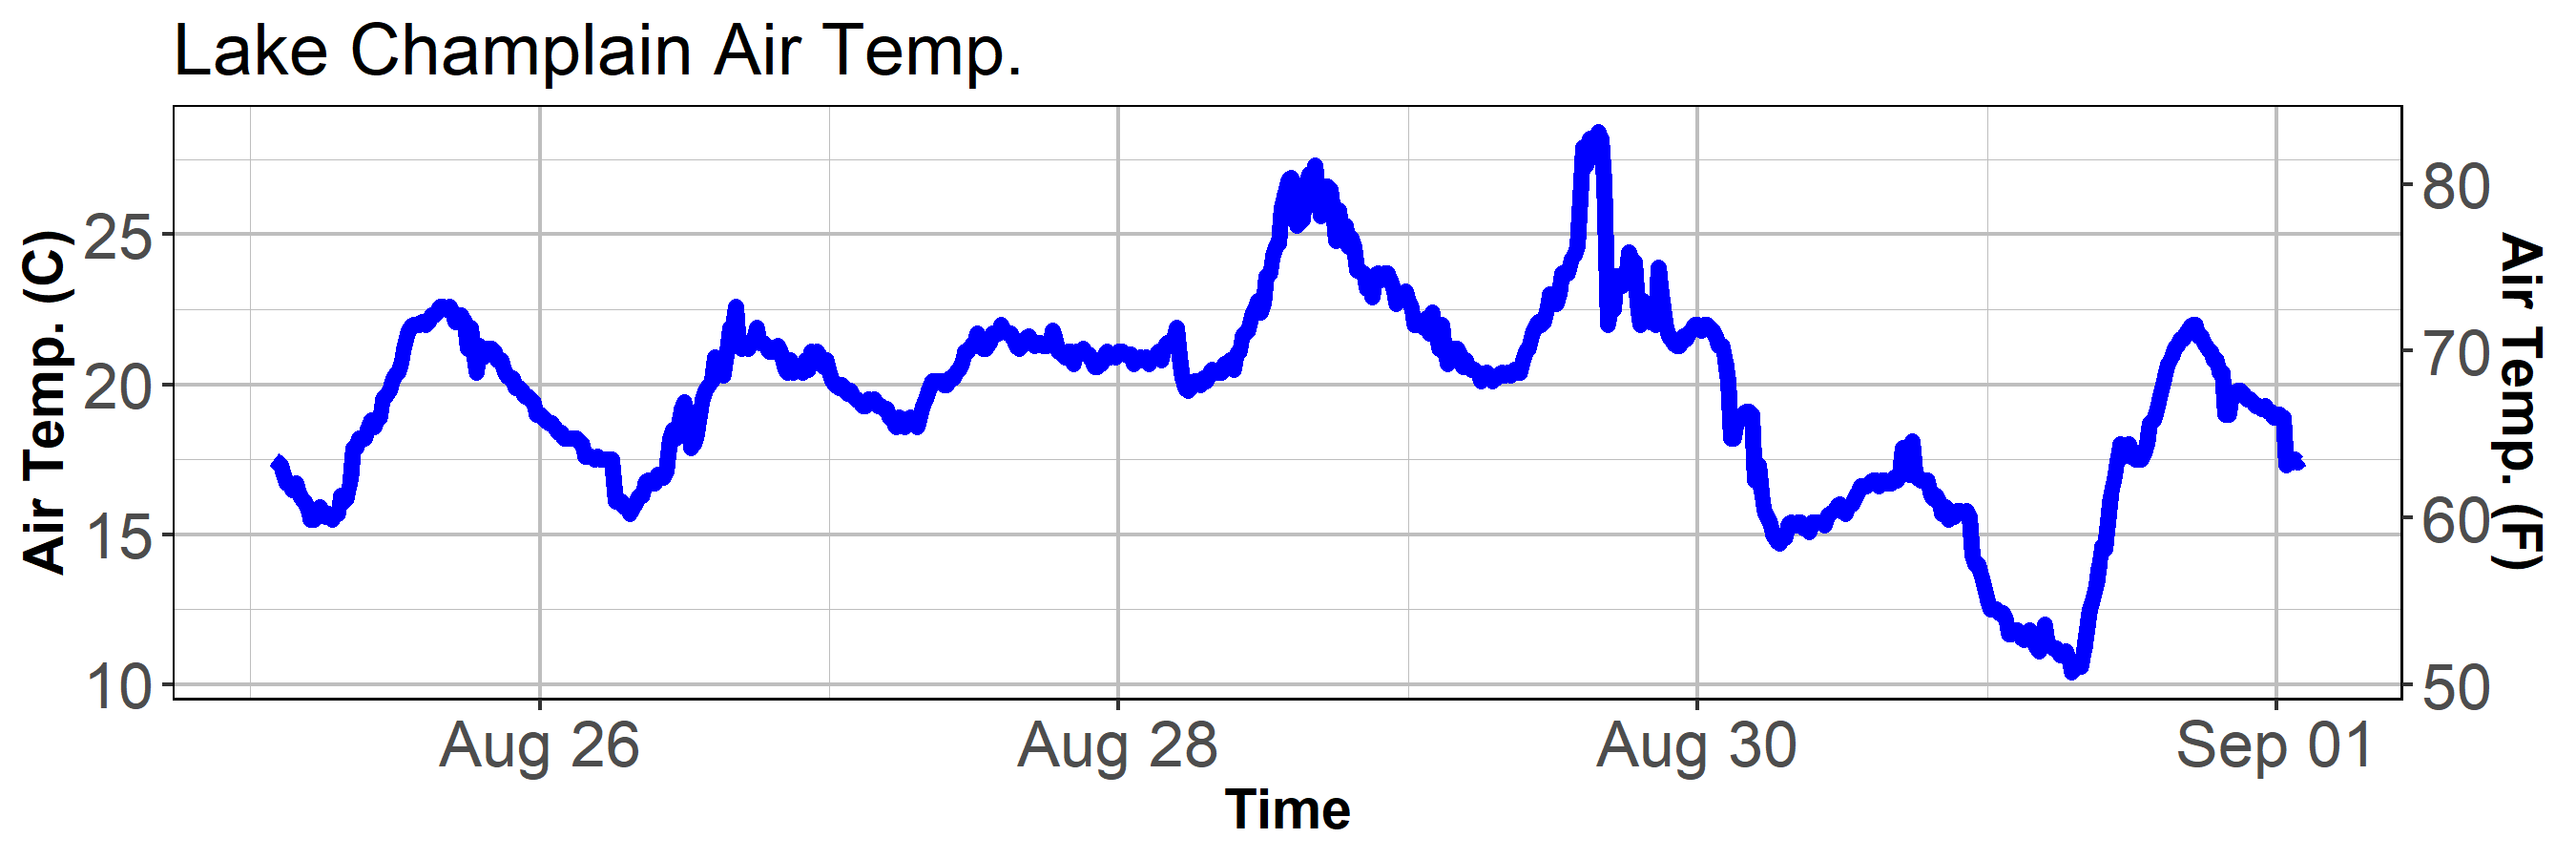 Lake Champlain Air Temp.
Air Temp. (C)
25
20
15
10
80
70
60
50
Air Temp. (F)
Aug 26
Aug 28
Aug 30
Sep 01
Time